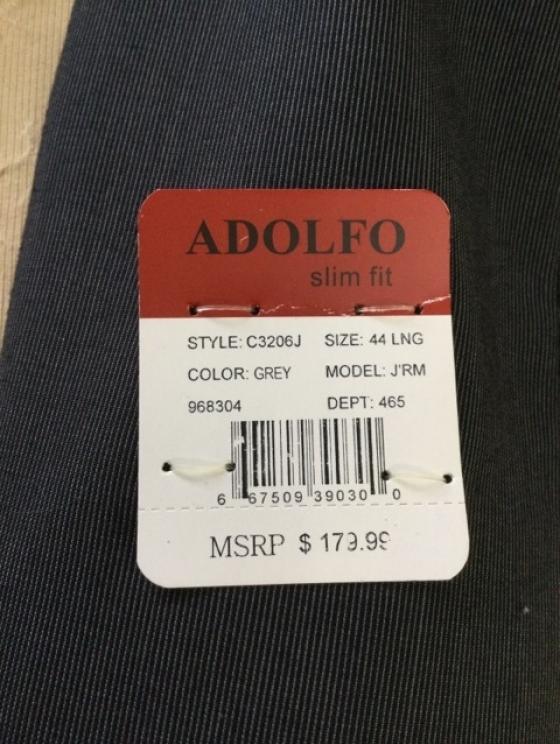 ADOLFO
slim fit
STYLE: C3206J SIZE: 44 LNG
COLOR: GREY MODEL: J'RM
968304 DEPT: 465
6 67509 39030 0
MSRP $ 179.99